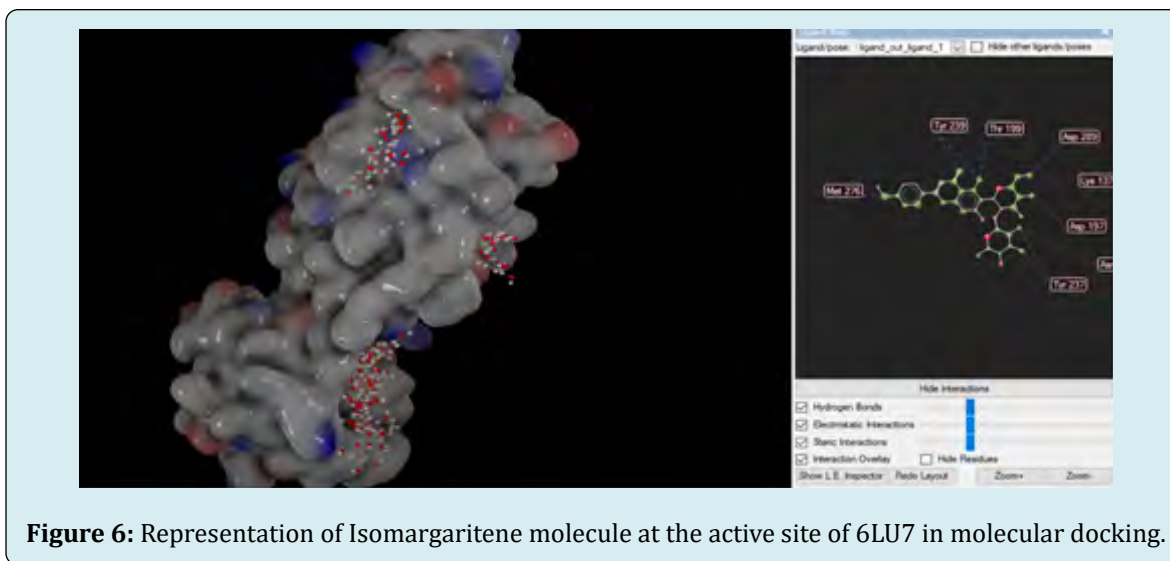 Ligand Map
Ligand/pose: ligand_out_ligand_1 Hide other ligands/poses
Tyr 239 Thr 199 Asp 289
Met 276 Lys 137
Asp 197
Tyr 237
Hide Interactions
Hydrogen Bonds
Electrostatic Interactions
Steric Interactions
Interaction Overlay Hide Residues
Show L.E. Inspector Redo Layout Zoom+ Zoom-
Figure 6: Representation of Isomargaritene molecule at the active site of 6LU7 in molecular docking.